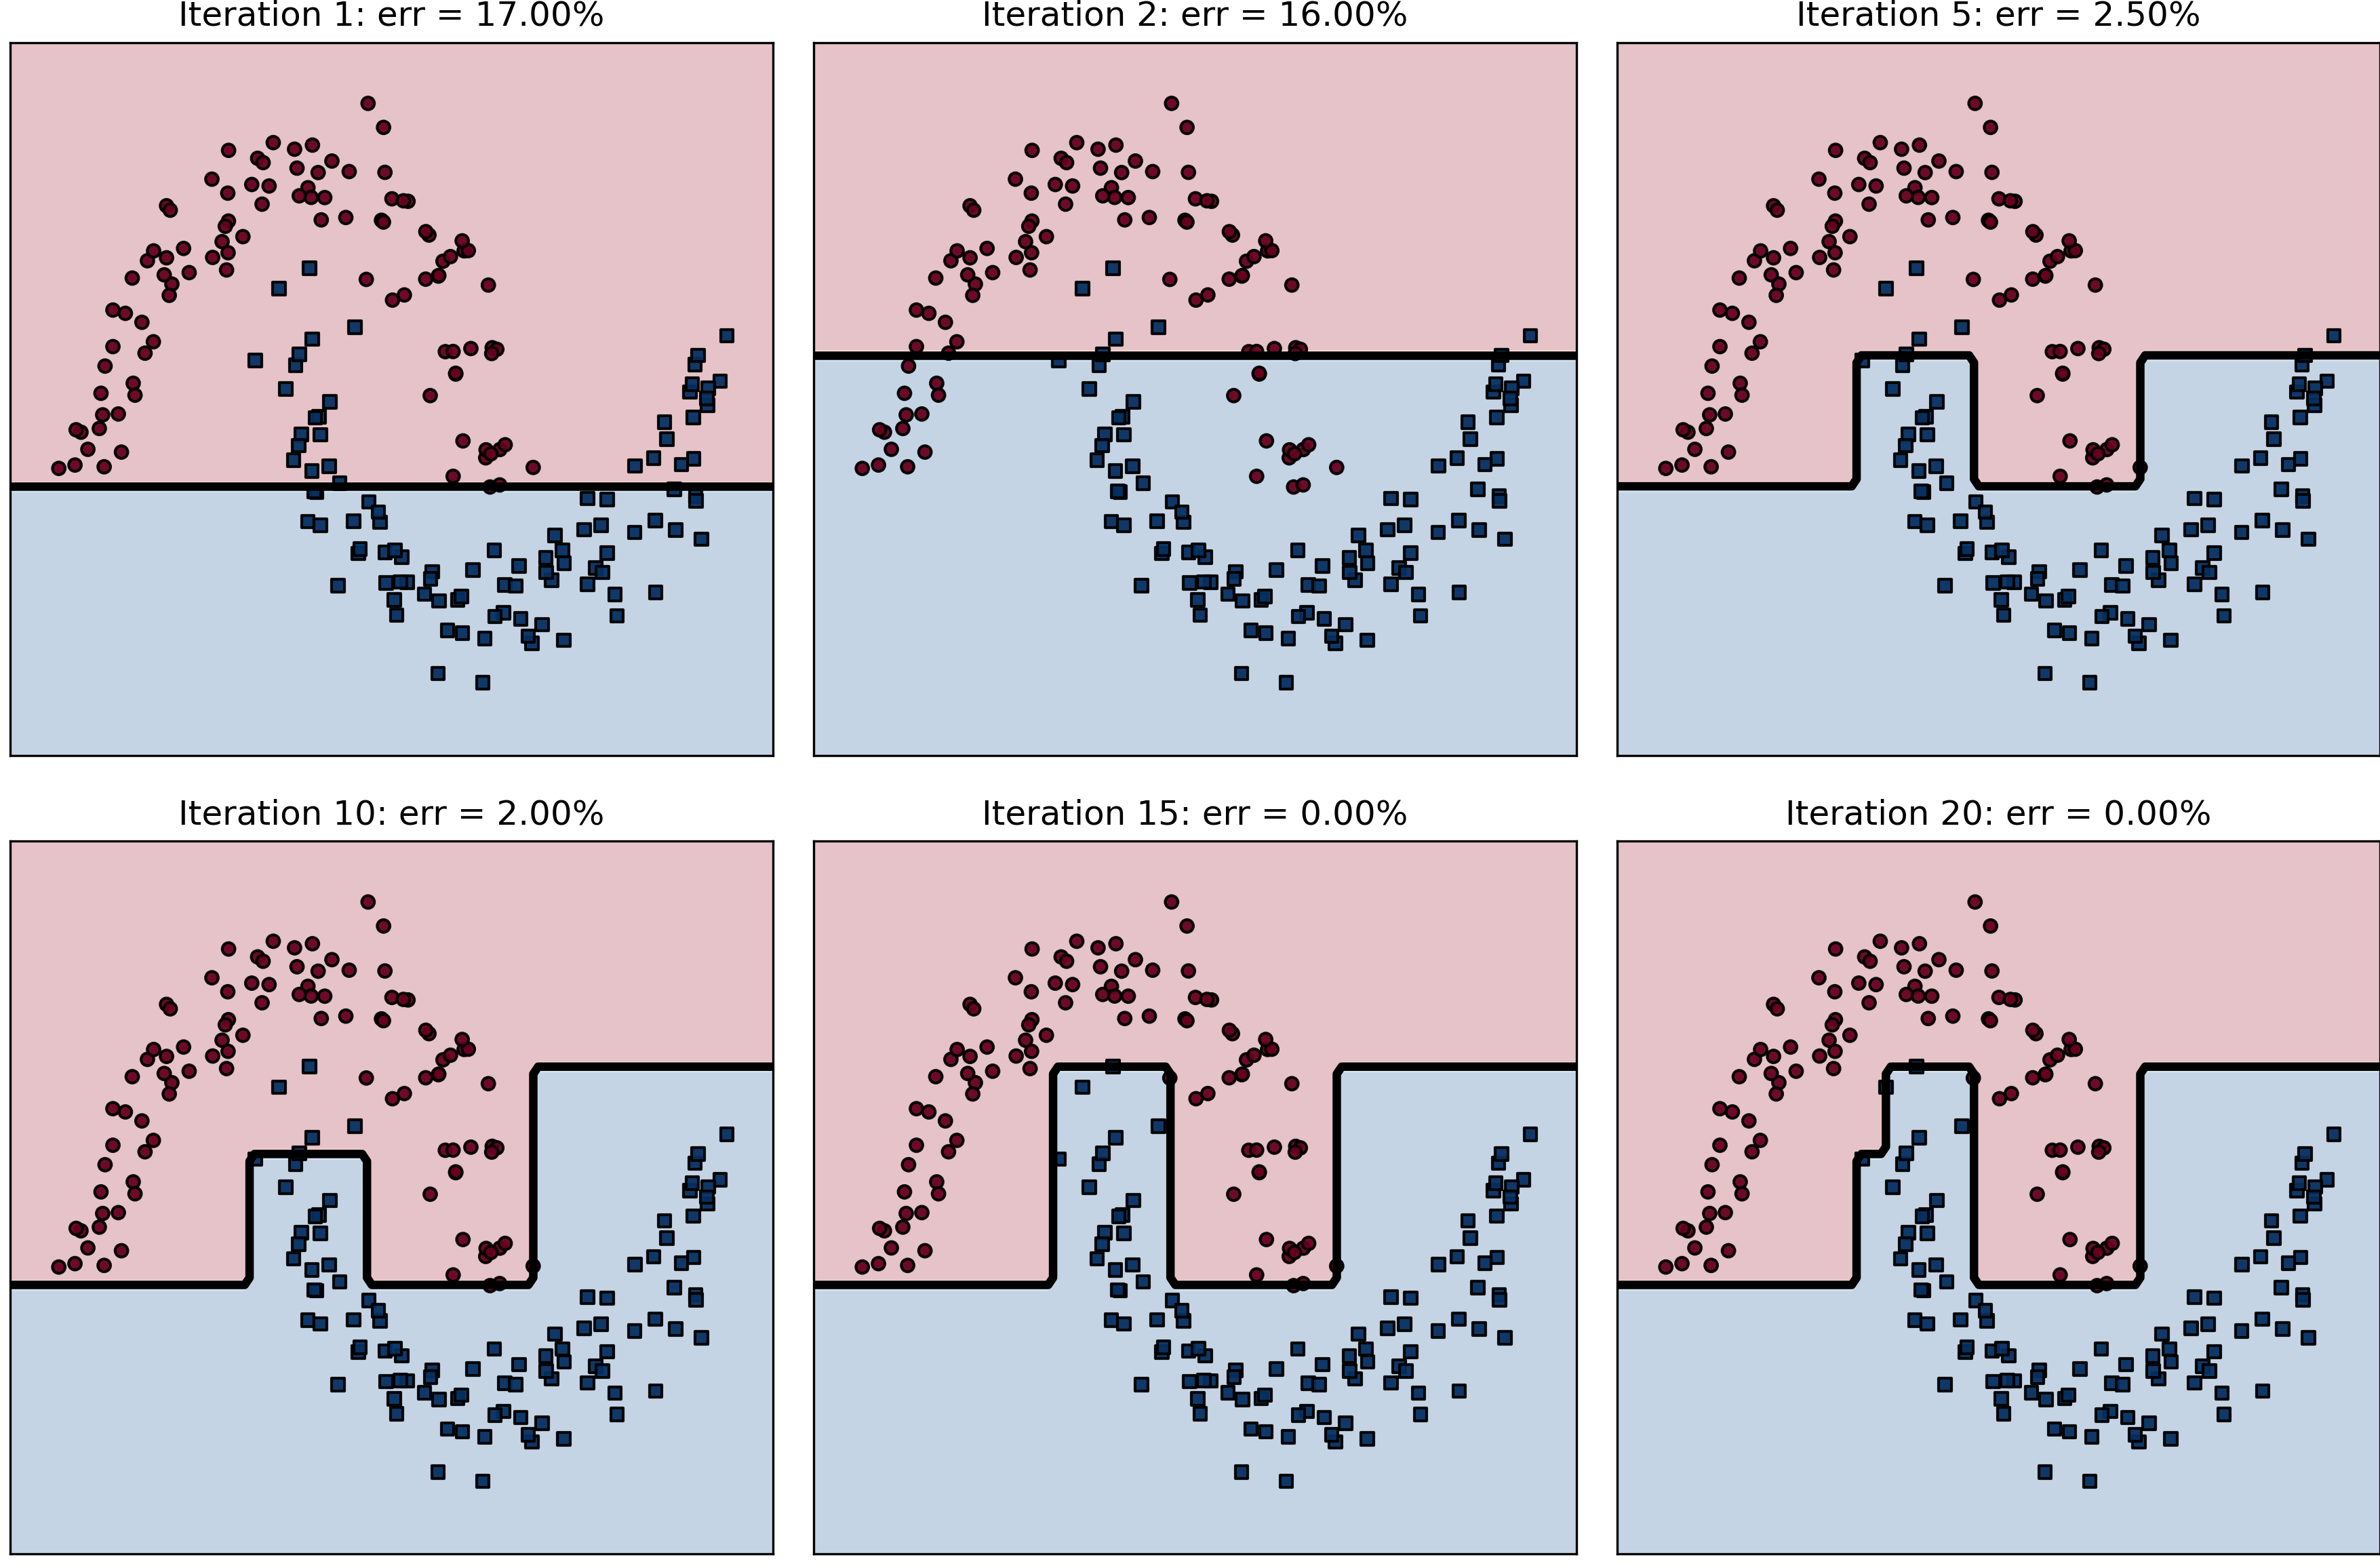 Iteration 1: err = 17.00%
Iteration 2: err = 16.00%
Iteration 5: err = 2.50%
Iteration 10: err = 2.00%
Iteration 15: err = 0.00%
Iteration 20: err = 0.00%